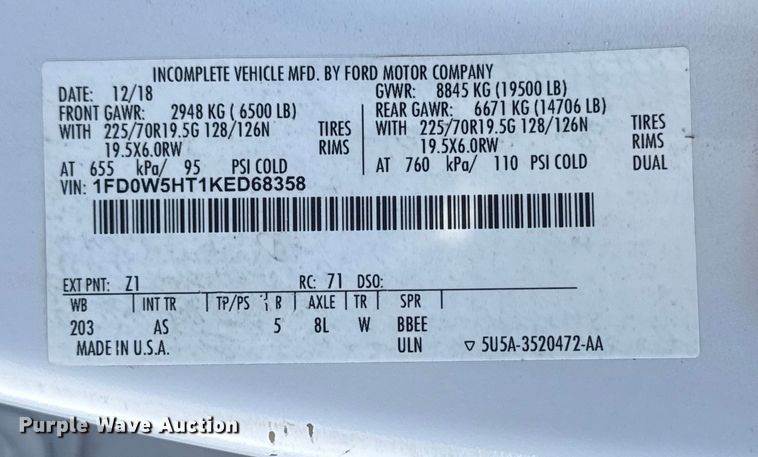 INCOMPLETE VEHICLE MFD. BY FORD MOTOR COMPANY
DATE: 12/18 GVWR: 8845 KG (19500 LB)
FRONT GAWR: 2948 KG ( 6500 LB) REAR GAWR: 6671 KG (14706 LB)
WITH 225/70R19.5G 128/126N TIRES WITH 225/70R19.5G 128/126N TIRES
19.5X6.0RW RIMS 19.5X6.0RW RIMS
AT 655 kPa/ 95 PSI COLD AT 760 kPa/ 110 PSI COLD DUAL
VIN: 1FD0W5HT1KED68358
EXT PNT: Z1 RC: 71 DSO:
WB INT TR TP/PS B AXLE TR SPR
203 AS 5 8L W BBEE
MADE IN U.S.A. ULN ▽ 5U5A-3520472-AA
Purple Wave Auction